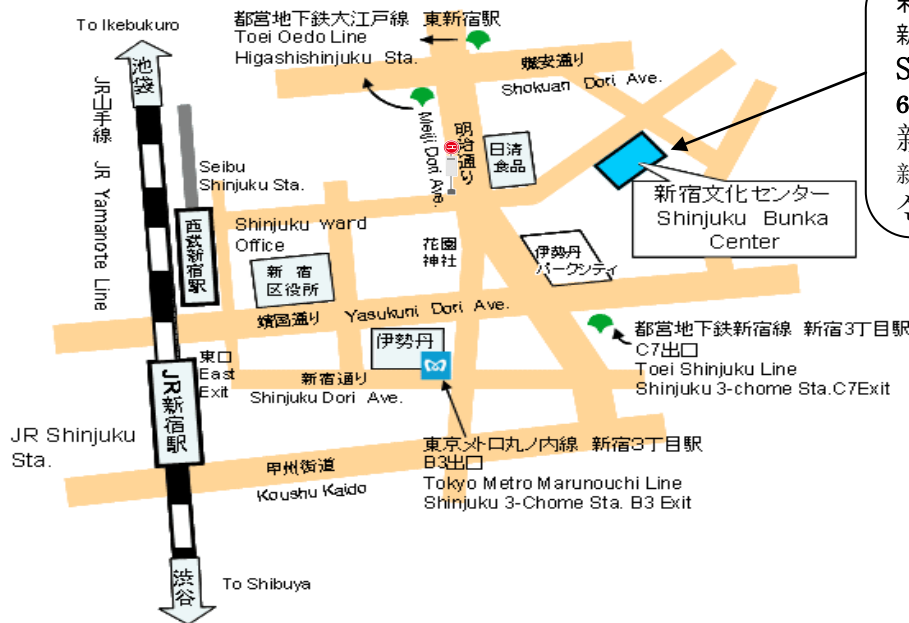 To Ikebukuro
池袋
JR山手線 JR Yamanote Line
都営地下鉄大江戸線 東新宿駅
Toei Oedo Line
Higashishinjuku Sta.
職安通り
Shokuan Dori Ave.
明治通り
Meiji Dori Ave.
日清
食品
Seibu
Shinjuku Sta.
西武新宿駅
Shinjuku ward
Office
新宿
区役所
花園
神社
伊勢丹
パークシティ
新宿文化センター
Shinjuku Bunka
Center
S
6
靖国通り Yasukuni Dori Ave.
伊勢丹
都営地下鉄新宿線 新宿3丁目駅
C7出口
Toei Shinjuku Line
Shinjuku 3-chome Sta.C7Exit
東口
East
Exit
新宿通り
Shinjuku Dori Ave.
JR新宿駅
JR Shinjuku
Sta.
東京メトロ丸ノ内線 新宿3丁目駅
B3出口
Tokyo Metro Marunouchi Line
Shinjuku 3-Chome Sta. B3 Exit
甲州街道
Koushu Kaido
渋谷
To Shibuya